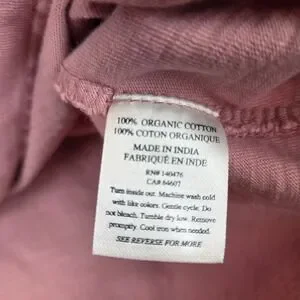 100% ORGANIC COTTON
100% COTON ORGANIQUE
MADE IN INDIA
FABRIQUÉ EN INDE
RN# 140476
CA# 64607
Turn inside out. Machine wash cold
with like colors. Gentle cycle. Do
not bleach. Tumble dry low. Remove
promptly. Cool iron when needed.
SEE REVERSE FOR MORE